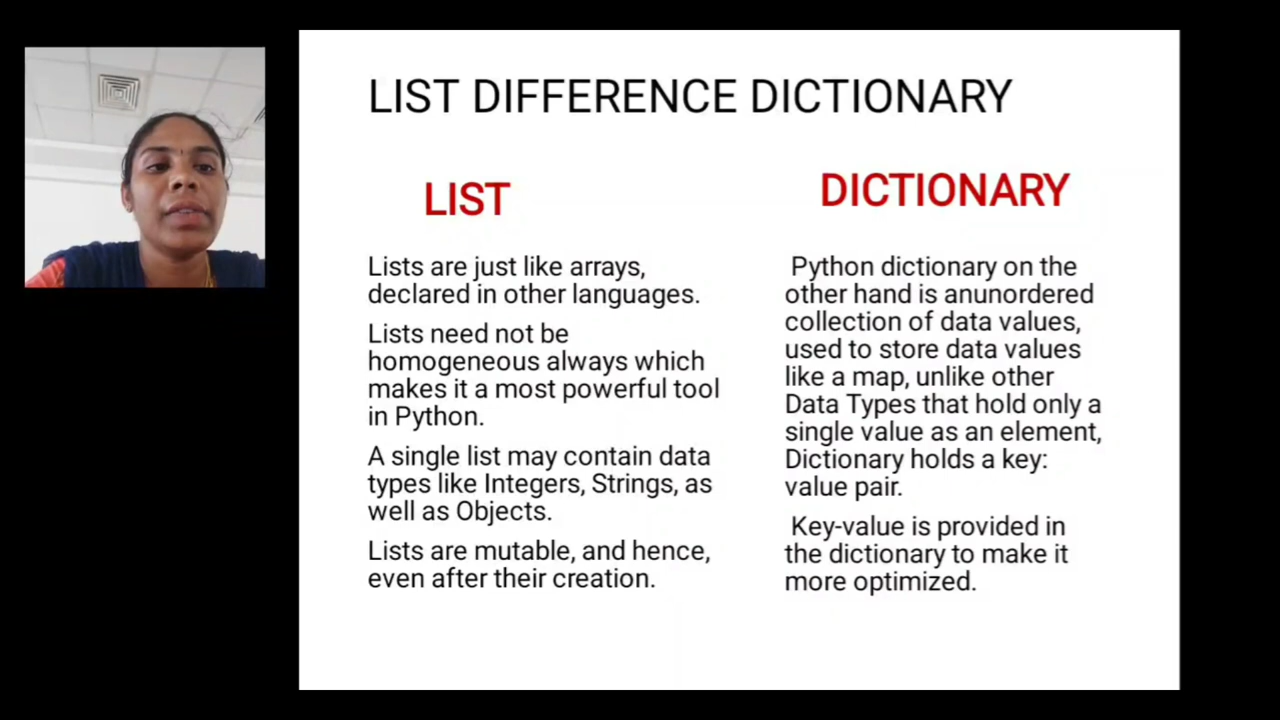 LIST DIFFERENCE DICTIONARY
LIST
Lists are just like arrays,
declared in other languages.
Lists need not be
homogeneous always which
makes it a most powerful tool
in Python.
A single list may contain data
types like Integers, Strings, as
well as Objects.
Lists are mutable, and hence,
even after their creation.
DICTIONARY
Python dictionary on the
other hand is anunordered
collection of data values,
used to store data values
like a map, unlike other
Data Types that hold only a
single value as an element,
Dictionary holds a key:
value pair.
Key-value is provided in
the dictionary to make it
more optimized.